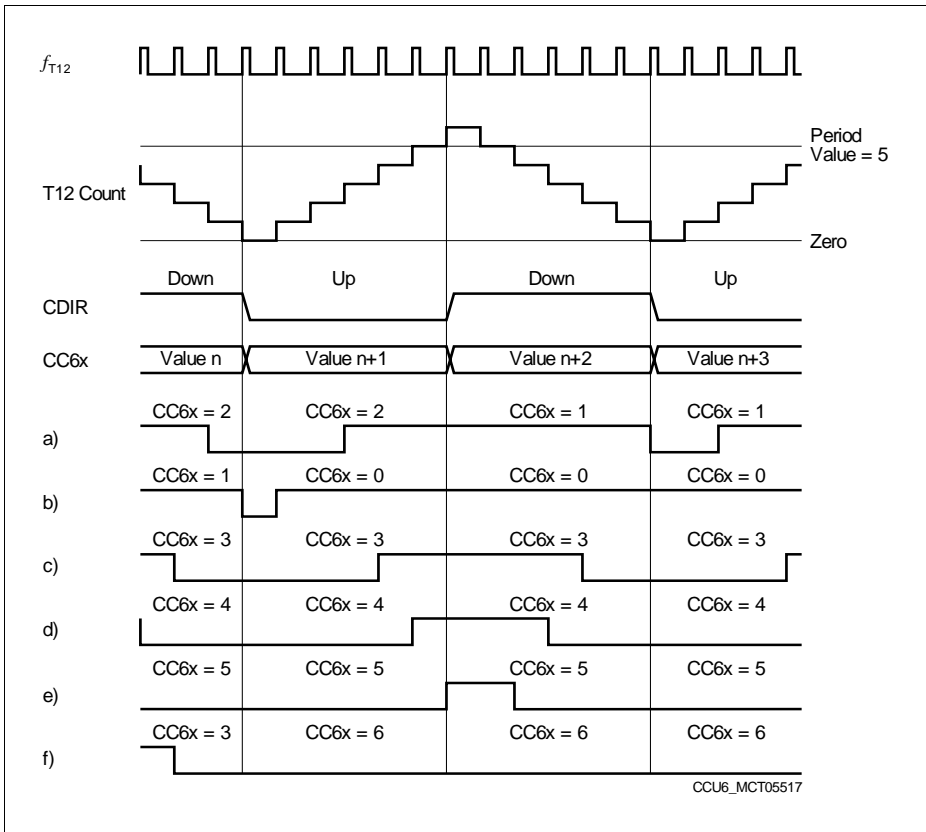 fT12
Period
Value = 5
T12 Count
Zero
Down Up Down Up
CDIR
CC6x Value n Value n+1 Value n+2 Value n+3
CC6x = 2 CC6x = 2 CC6x = 1 CC6x = 1
a)
CC6x = 1 CC6x = 0 CC6x = 0 CC6x = 0
b)
CC6x = 3 CC6x = 3 CC6x = 3 CC6x = 3
c)
CC6x = 4 CC6x = 4 CC6x = 4 CC6x = 4
d)
CC6x = 5 CC6x = 5 CC6x = 5 CC6x = 5
e)
CC6x = 3 CC6x = 6 CC6x = 6 CC6x = 6
f)
CCU6_MCT05517